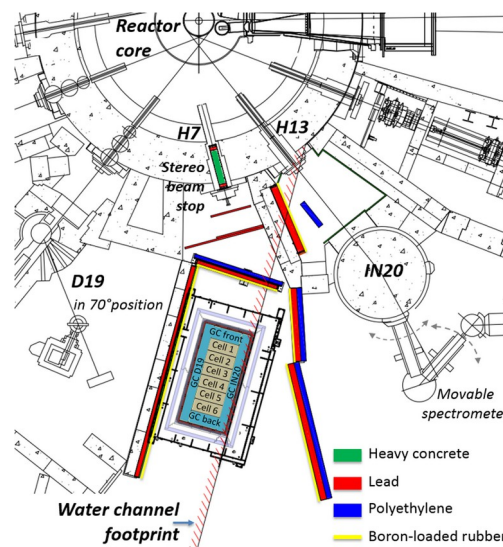 Reactor
core
H7
H13
Stereo
beam
stop
D19
in 70°position
IN20
GC front
Cell 1
Cell 2
Cell 3
Cell 4
Cell 5
Cell 6
GC back
GC D19
GC IN20
Movable
spectrometer
Water channel
footprint
Heavy concrete
Lead
Polyethylene
Boron-loaded rubber